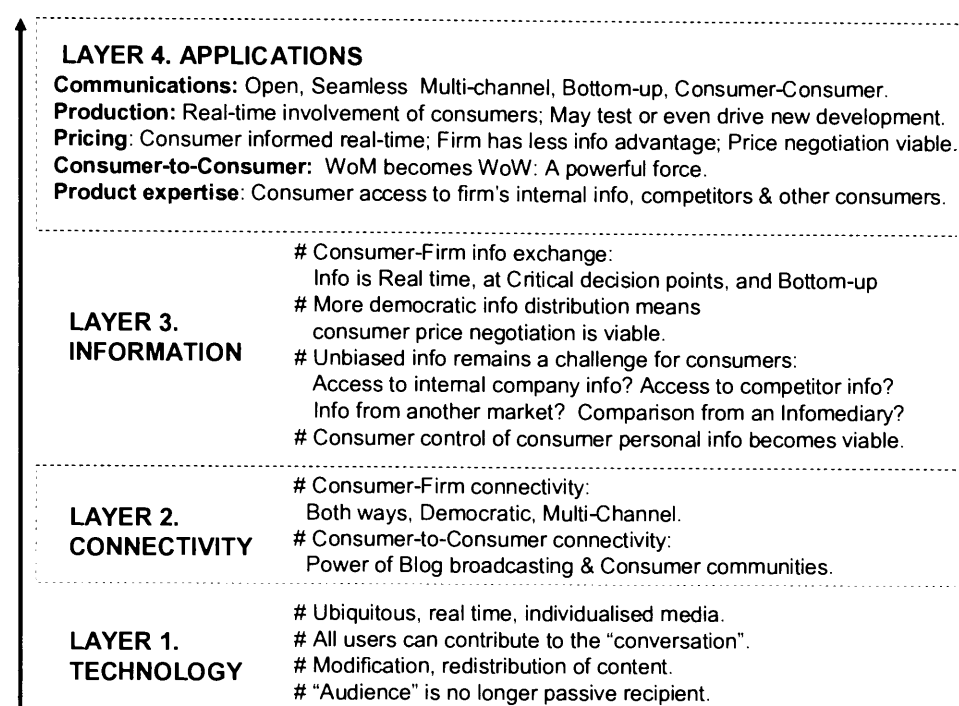 LAYER 4. APPLICATIONS
Communications: Open, Seamless Multi-channel, Bottom-up, Consumer-Consumer.
Production: Real-time involvement of consumers; May test or even drive new development.
Pricing: Consumer informed real-time; Firm has less info advantage; Price negotiation viable.
Consumer-to-Consumer: WoM becomes WoW: A powerful force.
Product expertise: Consumer access to firm's internal info, competitors & other consumers.
LAYER 3.
INFORMATION
# Consumer-Firm info exchange:
Info is Real time, at Critical decision points, and Bottom-up
# More democratic info distribution means
consumer price negotiation is viable.
# Unbiased info remains a challenge for consumers:
Access to internal company info? Access to competitor info?
Info from another market? Comparison from an Infomediary?
# Consumer control of consumer personal info becomes viable.
LAYER 2.
CONNECTIVITY
# Consumer-Firm connectivity:
Both ways, Democratic, Multi-Channel.
# Consumer-to-Consumer connectivity:
Power of Blog broadcasting & Consumer communities.
LAYER 1.
TECHNOLOGY
# Ubiquitous, real time, individualised media.
# All users can contribute to the “conversation”.
# Modification, redistribution of content.
# “Audience” is no longer passive recipient.